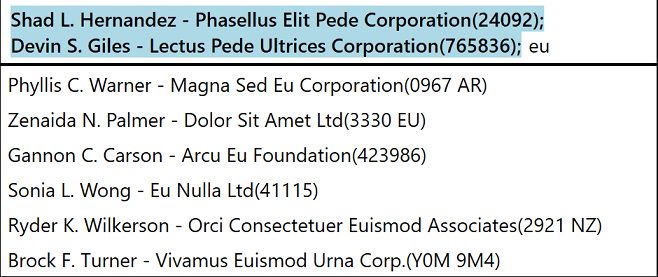 Shad L. Hernandez - Phasellus Elit Pede Corporation(24092);
Devin S. Giles - Lectus Pede Ultrices Corporation(765836); eu
Phyllis C. Warner - Magna Sed Eu Corporation(0967 AR)
Zenaida N. Palmer - Dolor Sit Amet Ltd(3330 EU)
Gannon C. Carson - Arcu Eu Foundation(423986)
Sonia L. Wong - Eu Nulla Ltd(41115)
Ryder K. Wilkerson - Orci Consectetuer Euismod Associates(2921 NZ)
Brock F. Turner - Vivamus Euismod Urna Corp.(Y0M 9M4)